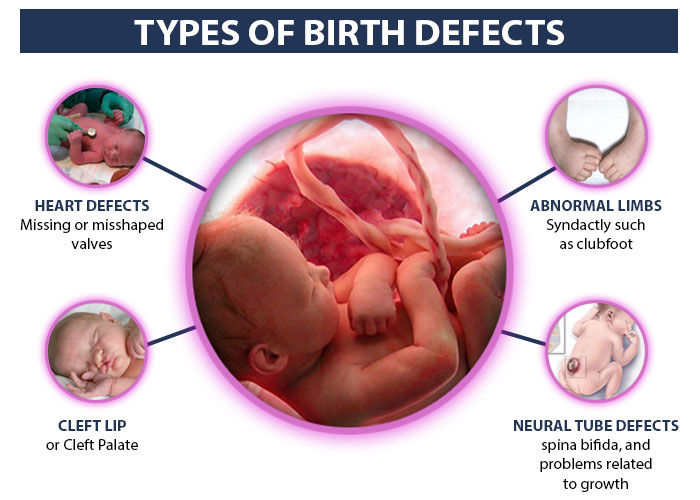 TYPES OF BIRTH DEFECTS
HEART DEFECTS
Missing or misshaped
valves
ABNORMAL LIMBS
Syndactly such
as clubfoot
CLEFT LIP
or Cleft Palate
NEURAL TUBE DEFECTS
spina bifida, and
problems related
to growth